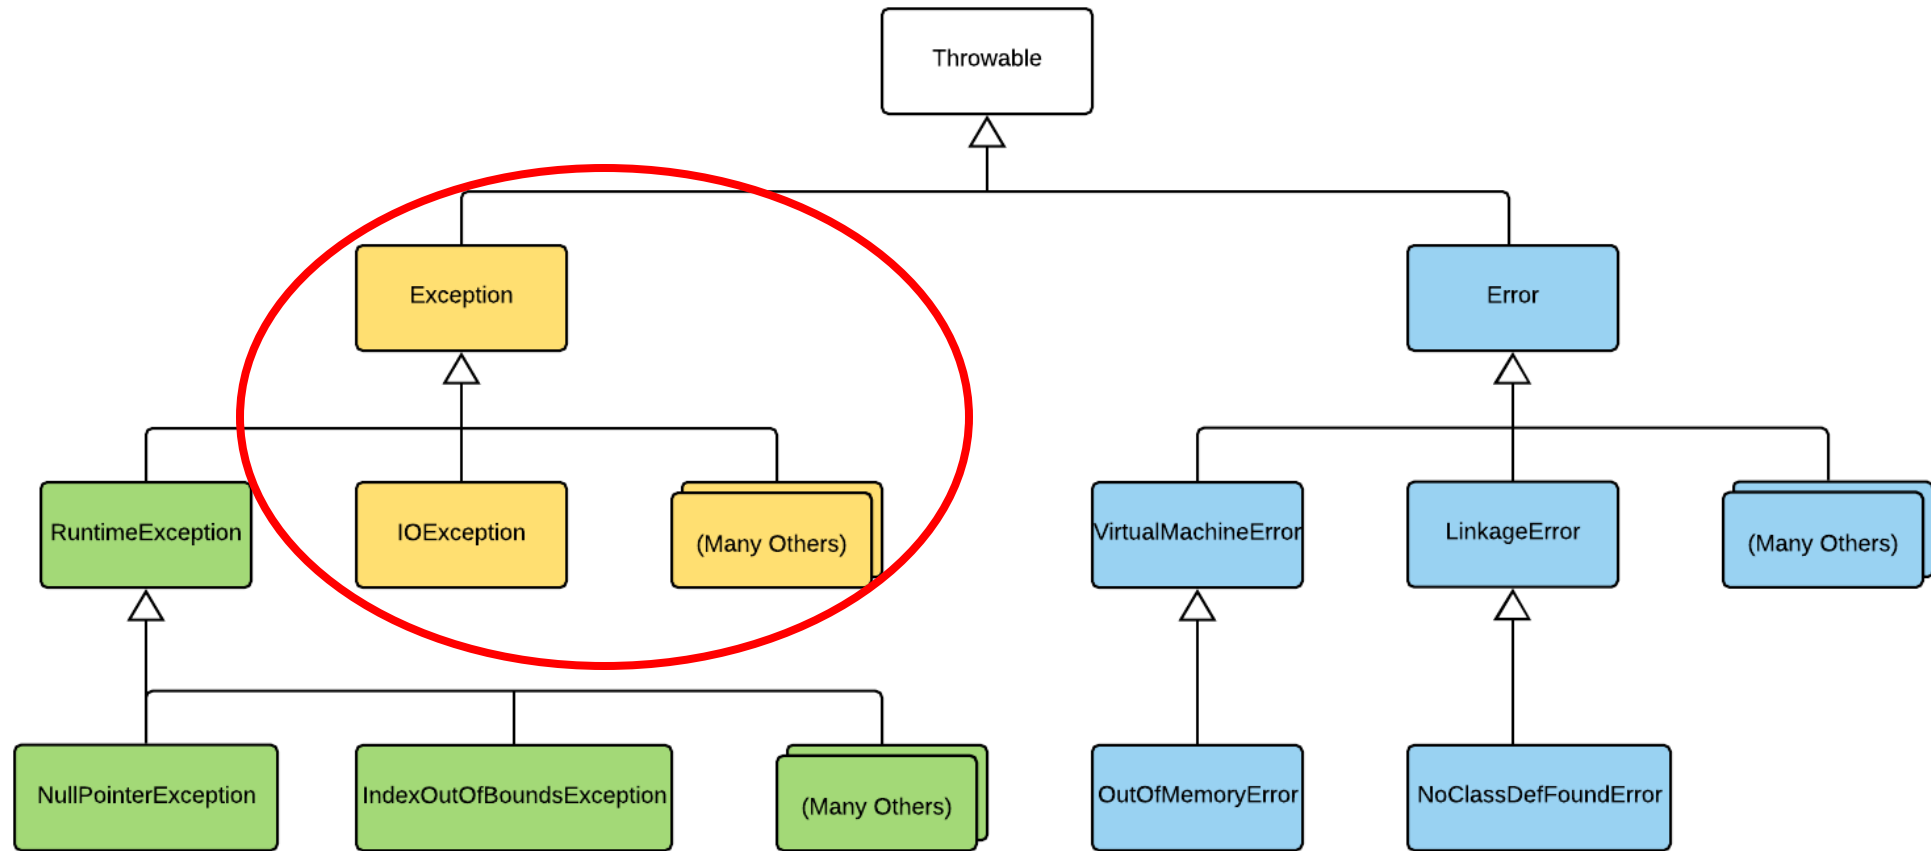 Throwable
Exception
Error
RuntimeException
IOException
(Many Others)
VirtualMachineError
LinkageError
(Many Others)
NullPointerException
IndexOutOfBoundsException
(Many Others)
OutOfMemoryError
NoClassDefFoundError